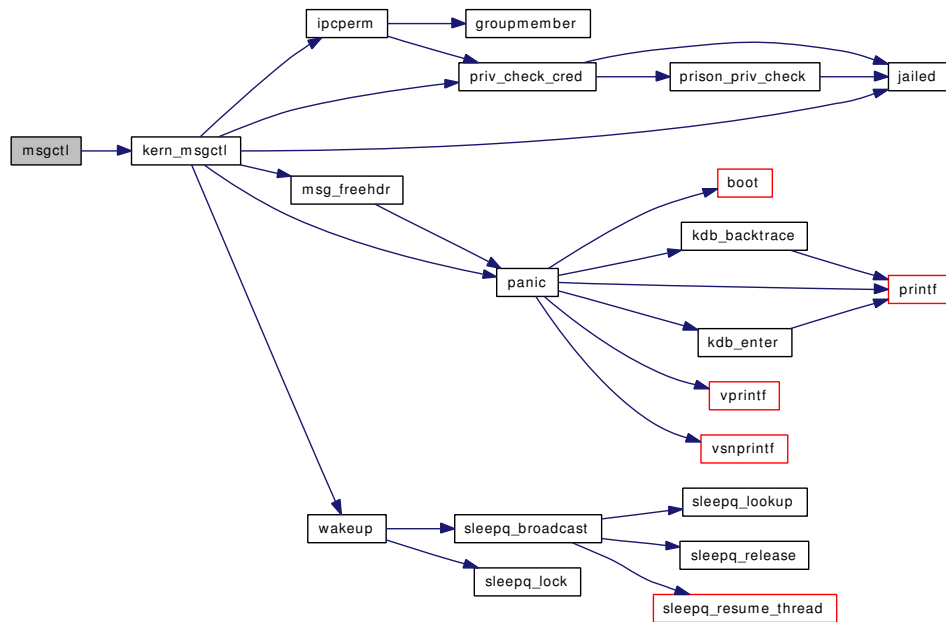 ipcperm
groupmember
priv_check_cred
prison_priv_check
jailed
msgctl
kern_msgctl
msg_freehdr
boot
kdb_backtrace
panic
printf
kdb_enter
vprintf
vsnprintf
sleepq_lookup
wakeup
sleepq_broadcast
sleepq_release
sleepq_lock
sleepq_resume_thread